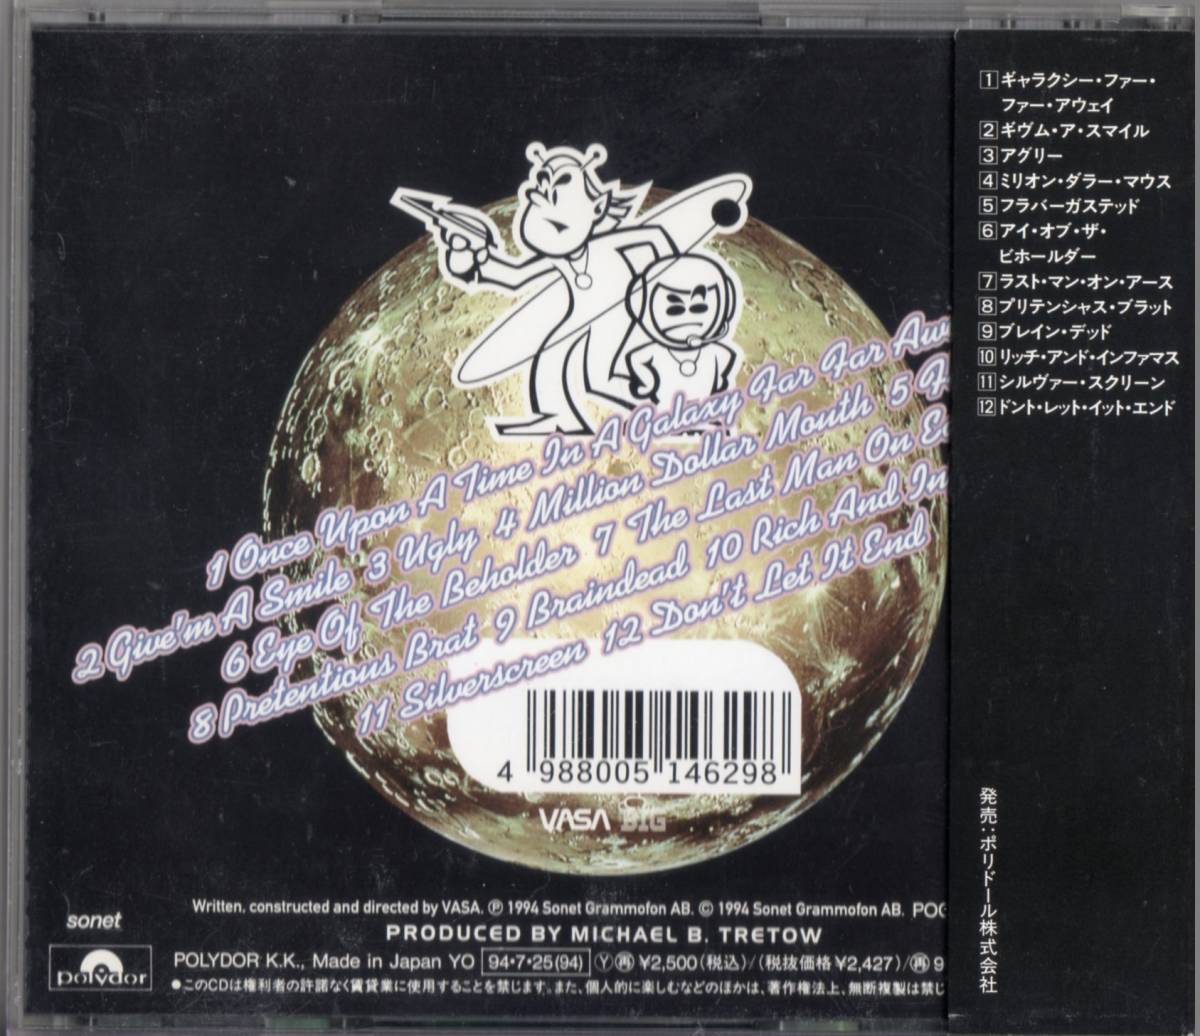 1 Once Upon A Time In A Galaxy Far Far Aw
2 Give'm A Smile 3 Ugly 4 Million Dollar Mouth 5 F
6 Eye Of The Beholder 7 The Last Man On Ea
8 Pretentious Brat 9 Braindead 10 Rich And In
11 Silverscreen 12 Don't Let It End
4 988005 146298
VASA BIG
Written, constructed and directed by VASA. ℗ 1994 Sonet Grammofon AB. © 1994 Sonet Grammofon AB. POC
PRODUCED BY MICHAEL B. TRETOW
sonet
polydor
POLYDOR K.K., Made in Japan YO 94・7・25(94) Ⓨ㊞ ¥2,500(税込)/(税抜価格¥2,427)/再 9
●このCDは権利者の許諾なく賃貸業に使用することを禁じます。また、個人的に楽しむなどのほかは、著作権法上、無断複製は禁じ
1 ギャラクシー・ファー・
ファー・アウェイ
2 ギヴム・ア・スマイル
3 アグリー
4 ミリオン・ダラー・マウス
5 フラバーガステッド
6 アイ・オブ・ザ・
ビホールダー
7 ラスト・マン・オン・アース
8 プリテンシャス・ブラット
9 ブレイン・デッド
10 リッチ・アンド・インファマス
11 シルヴァー・スクリーン
12 ドント・レット・イット・エンド
発売:ポリドール株式会社